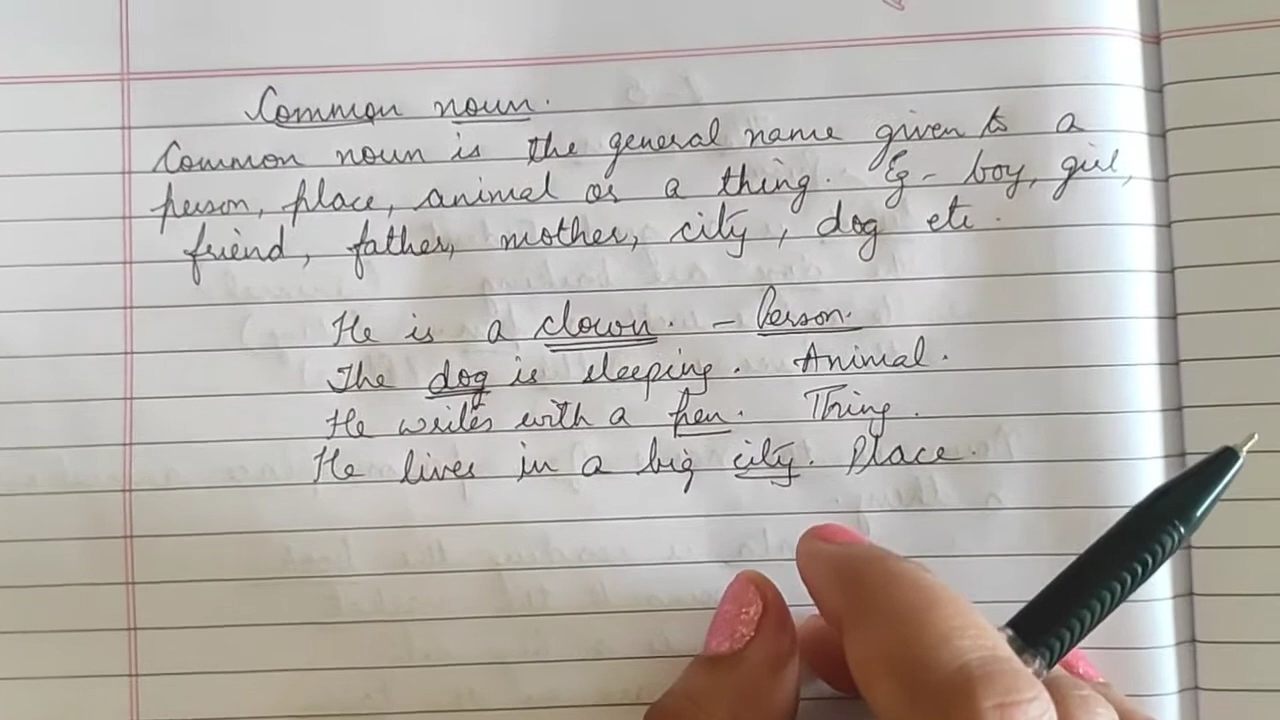 Common noun.
Common noun is the general name given to a
person, place, animal or a thing. Eg - boy, girl,
friend, father, mother, city, dog etc.
He is a clown. - Person.
The dog is sleeping. Animal.
He writes with a pen. Thing.
He lives in a big city. Place.